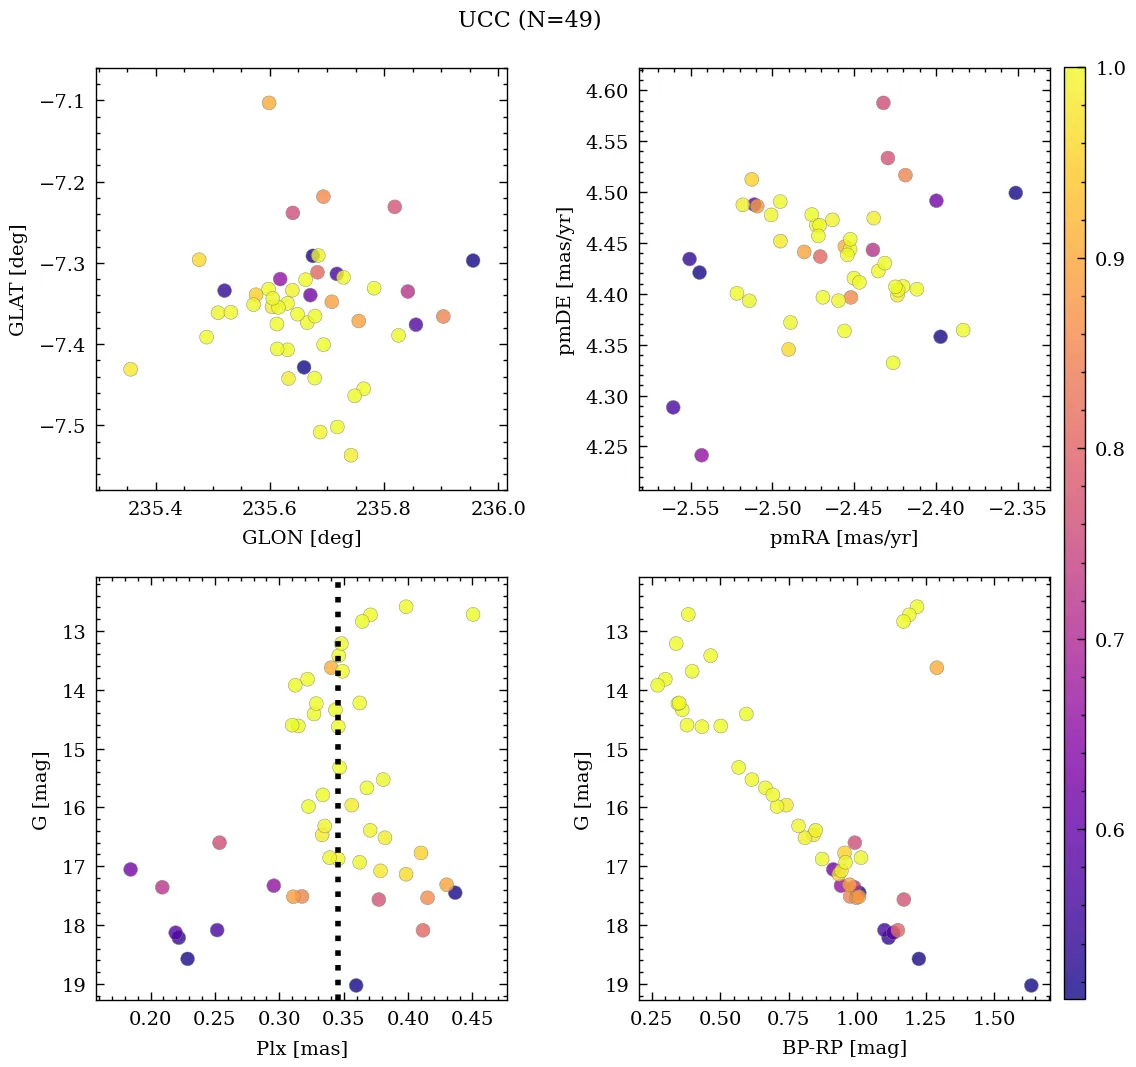 UCC (N=49)
−7.1
−7.2
−7.3
−7.4
−7.5
GLAT [deg]
235.4 235.6 235.8 236.0
GLON [deg]
4.60
4.55
4.50
4.45
4.40
4.35
4.30
4.25
pmDE [mas/yr]
−2.55 −2.50 −2.45 −2.40 −2.35
pmRA [mas/yr]
13
14
15
16
17
18
19
G [mag]
0.20 0.25 0.30 0.35 0.40 0.45
Plx [mas]
13
14
15
16
17
18
19
G [mag]
0.25 0.50 0.75 1.00 1.25 1.50
BP-RP [mag]
1.0
0.9
0.8
0.7
0.6